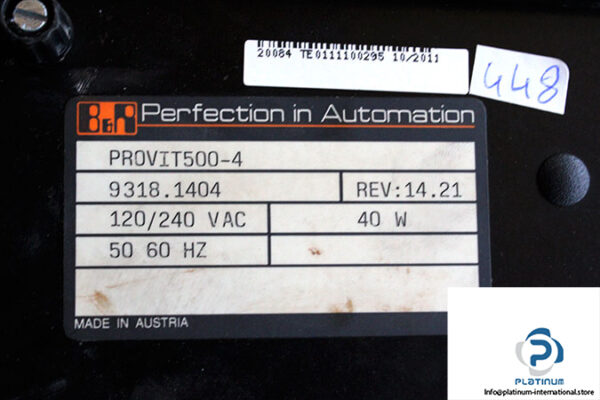 20084 TE0111100295 10/2011
448
B&R Perfection in Automation
PROVIT500-4
9318.1404 REV:14.21
120/240 VAC 40 W
50 60 HZ
MADE IN AUSTRIA
PLATINUM
Info@platinum-international.store